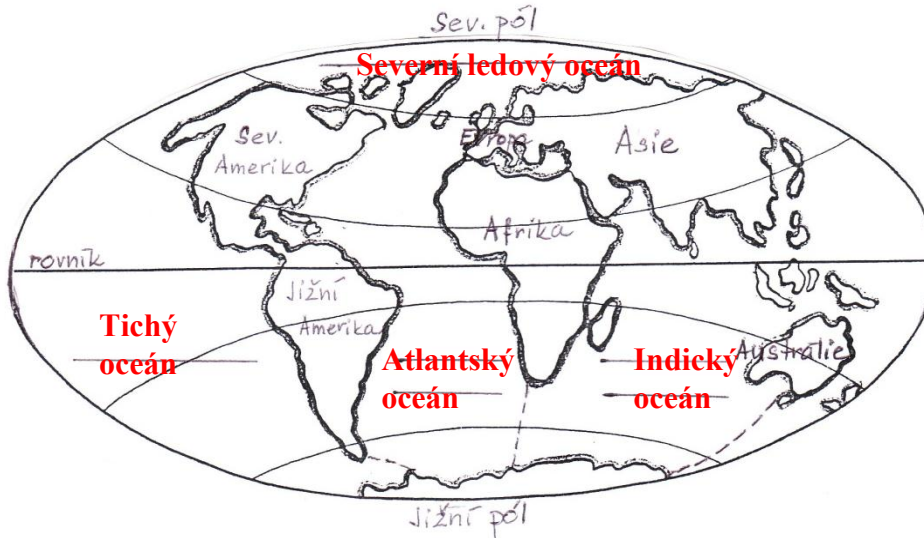 Sev. pól
Severní ledový oceán
Sev.
Amerika
Evropa
Asie
Afrika
rovník
Jižní
Amerika
Tichý
oceán
Atlantský
oceán
Indický
oceán
Australie
Jižní pól